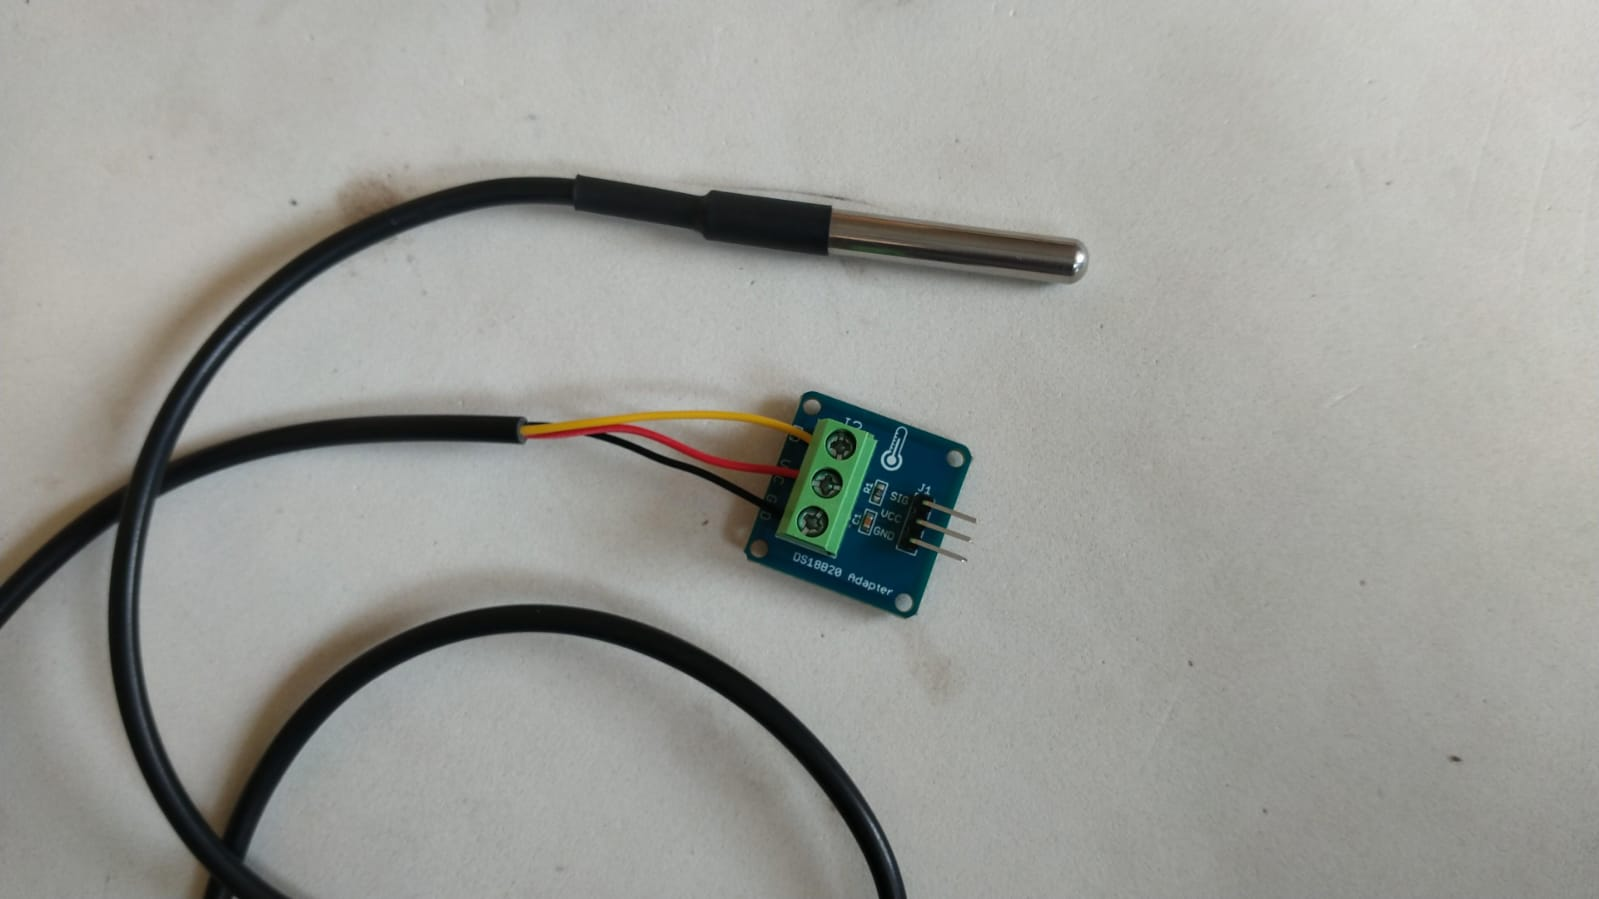 J2
J1
R1
SIG
C1
VCC
GND
DS18B20 Adapter